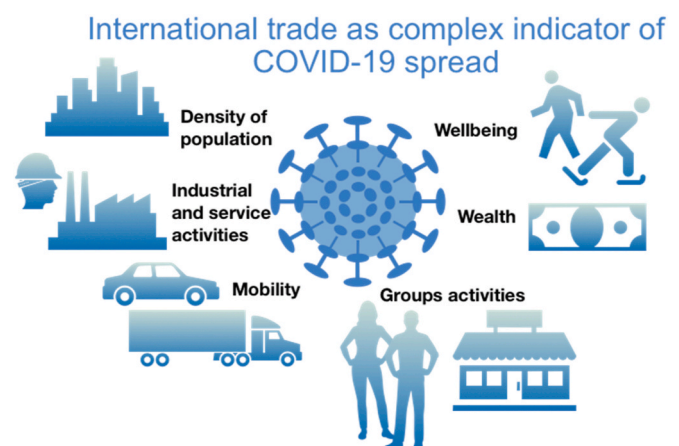 International trade as complex indicator of
COVID-19 spread
Density of
population
Wellbeing
Industrial
and service
activities
Wealth
Mobility
Groups activities